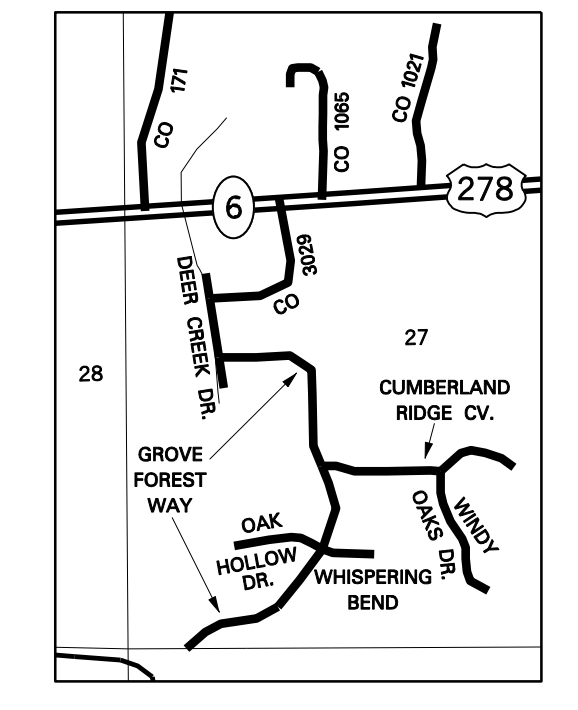 CO 171
CO 1065
CO 1021
278
6
CO 3029
DEER CREEK DR.
27
28
CUMBERLAND
RIDGE CV.
GROVE
FOREST
WAY
WINDY
OAKS DR.
OAK
HOLLOW
DR.
WHISPERING
BEND